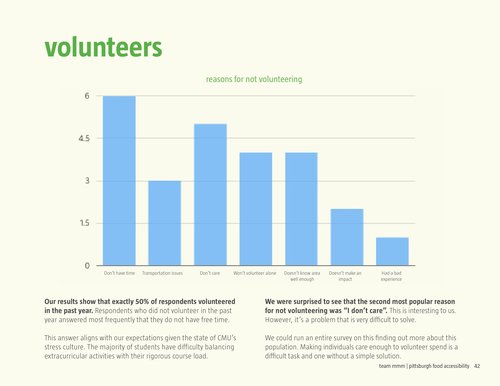 volunteers
reasons for not volunteering
6
4.5
3
1.5
0
Don't have time
Transportation issues
Don't care
Won't volunteer alone
Doesn't know area
well enough
Doesn't make an
impact
Had a bad
experience
Our results show that exactly 50% of respondents volunteered
in the past year. Respondents who did not volunteer in the past
year answered most frequently that they do not have free time.
This answer aligns with our expectations given the state of CMU's
stress culture. The majority of students have difficulty balancing
extracurricular activities with their rigorous course load.
We were surprised to see that the second most popular reason
for not volunteering was “I don't care”. This is interesting to us.
However, it's a problem that is very difficult to solve.
We could run an entire survey on this finding out more about this
population. Making individuals care enough to volunteer spend is a
difficult task and one without a simple solution.
team mmm | pittsburgh food accessibility 42